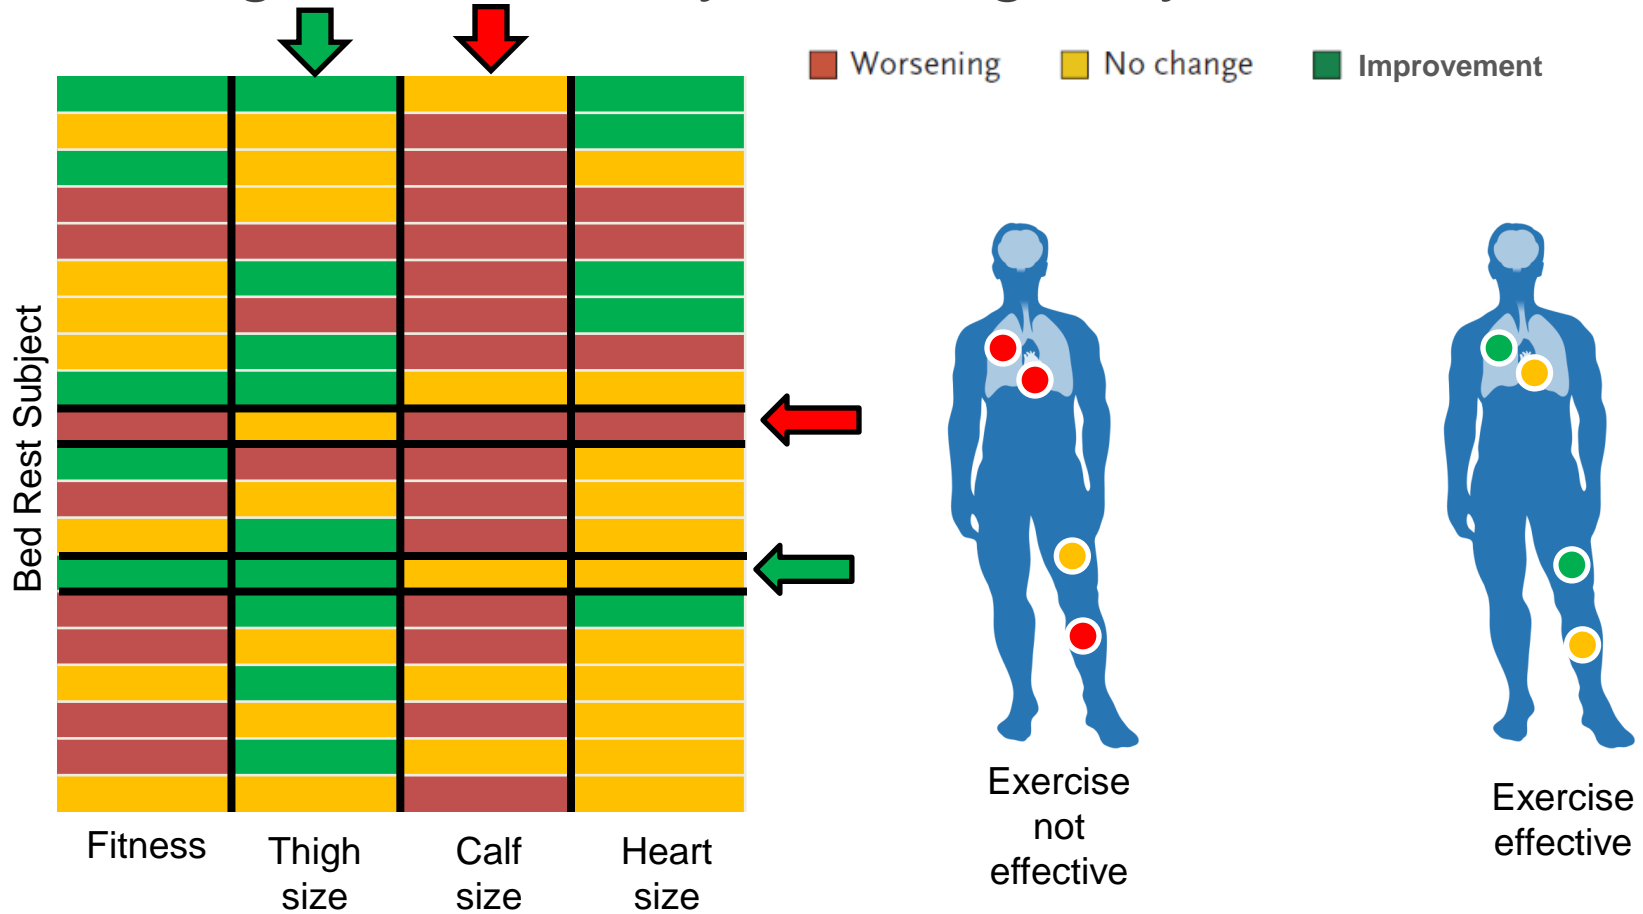 Worsening
No change
Improvement
Bed Rest Subject
Fitness
Thigh
size
Calf
size
Heart
size
Exercise
not
effective
Exercise
effective